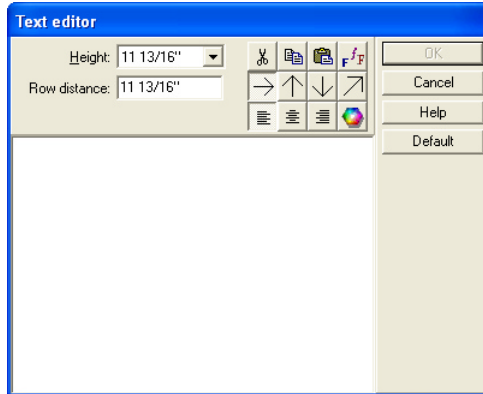 Text editor
Height: 11 13/16"
Row distance: 11 13/16"
F f F
OK
Cancel
Help
Default